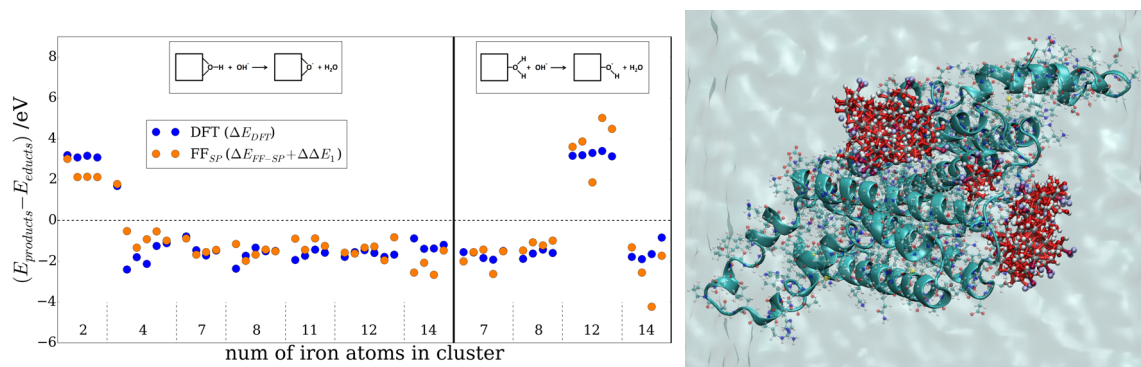 8
6
4
2
0
−2
−4
−6
(E_products − E_educts) /eV
O—H + OH⁻ → O⁻ + H₂O
H
O + OH⁻ → O⁻ + H₂O
H H
DFT (ΔE_DFT)
FF_SP (ΔE_FF−SP + ΔΔE_1)
2 4 7 8 11 12 14 7 8 12 14
num of iron atoms in cluster